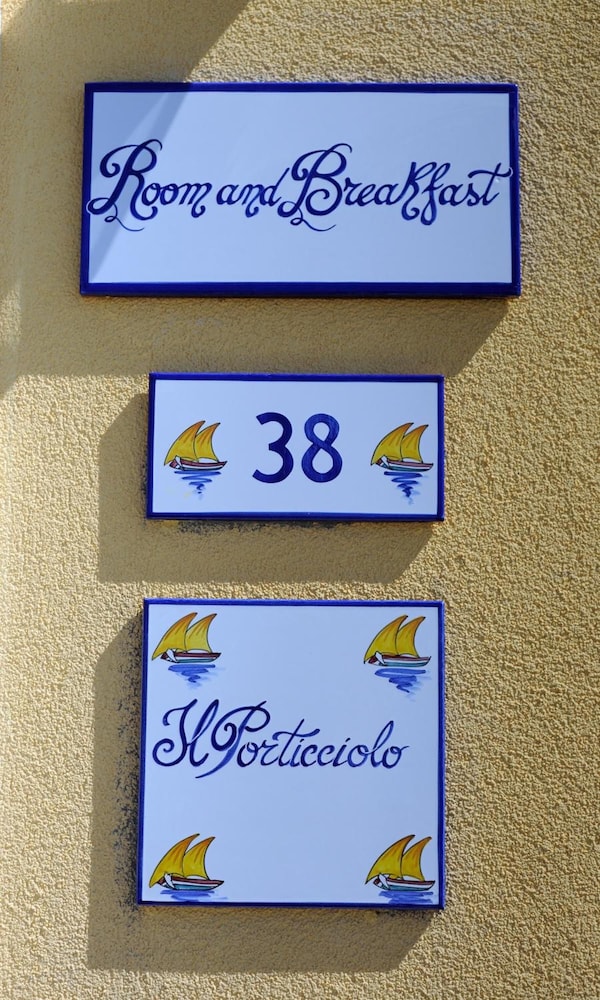 Room and Breakfast
38
Il Porticciolo